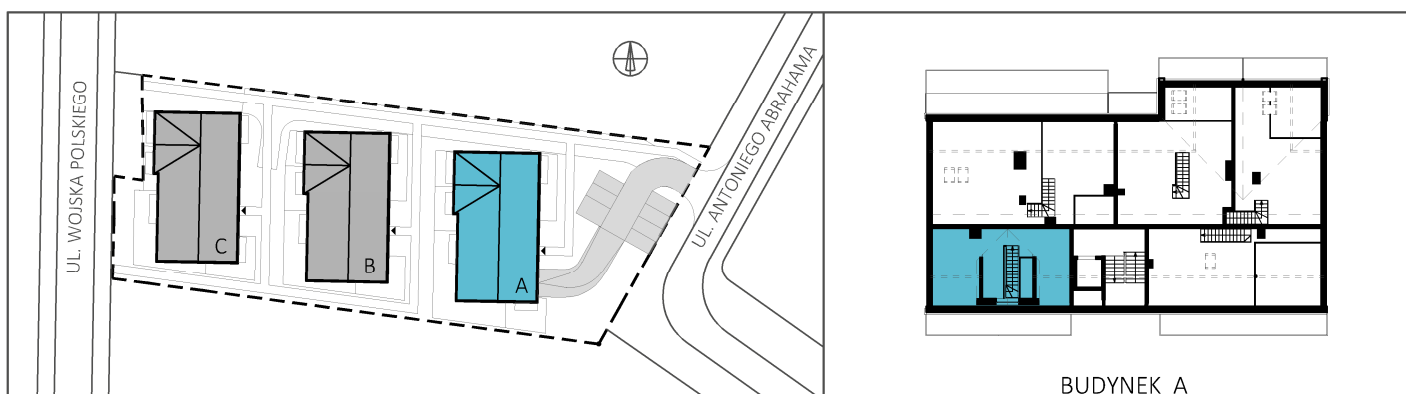 UL. WOJSKA POLSKIEGO
C
B
A
UL. ANTONIEGO ABRAHAMA
BUDYNEK A